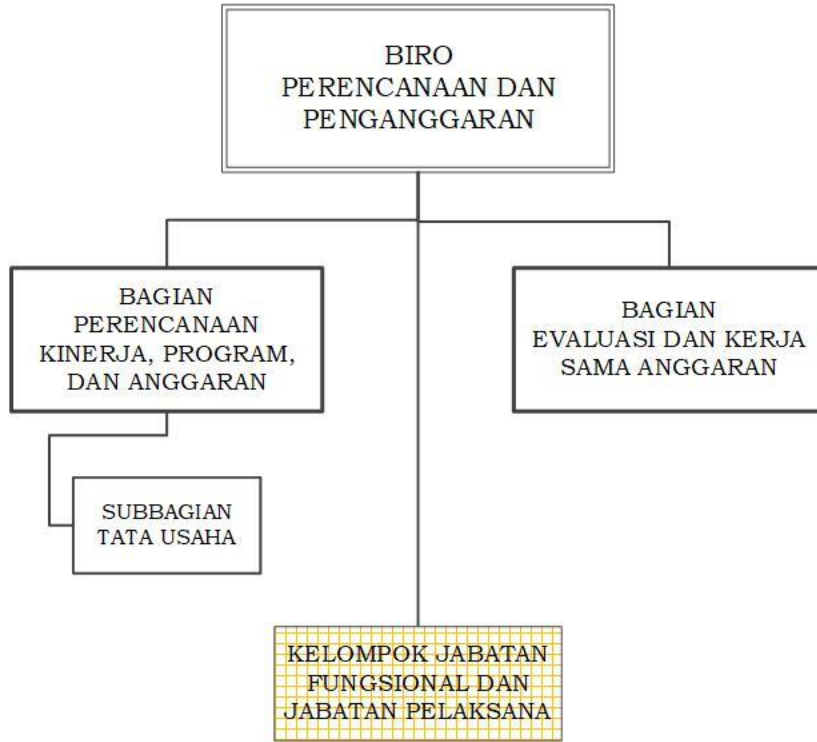 BIRO
PERENCANAAN DAN
PENGANGGARAN
BAGIAN
PERENCANAAN
KINERJA, PROGRAM,
DAN ANGGARAN
BAGIAN
EVALUASI DAN KERJA
SAMA ANGGARAN
SUBBAGIAN
TATA USAHA
KELOMPOK JABATAN
FUNGSIONAL DAN
JABATAN PELAKSANA